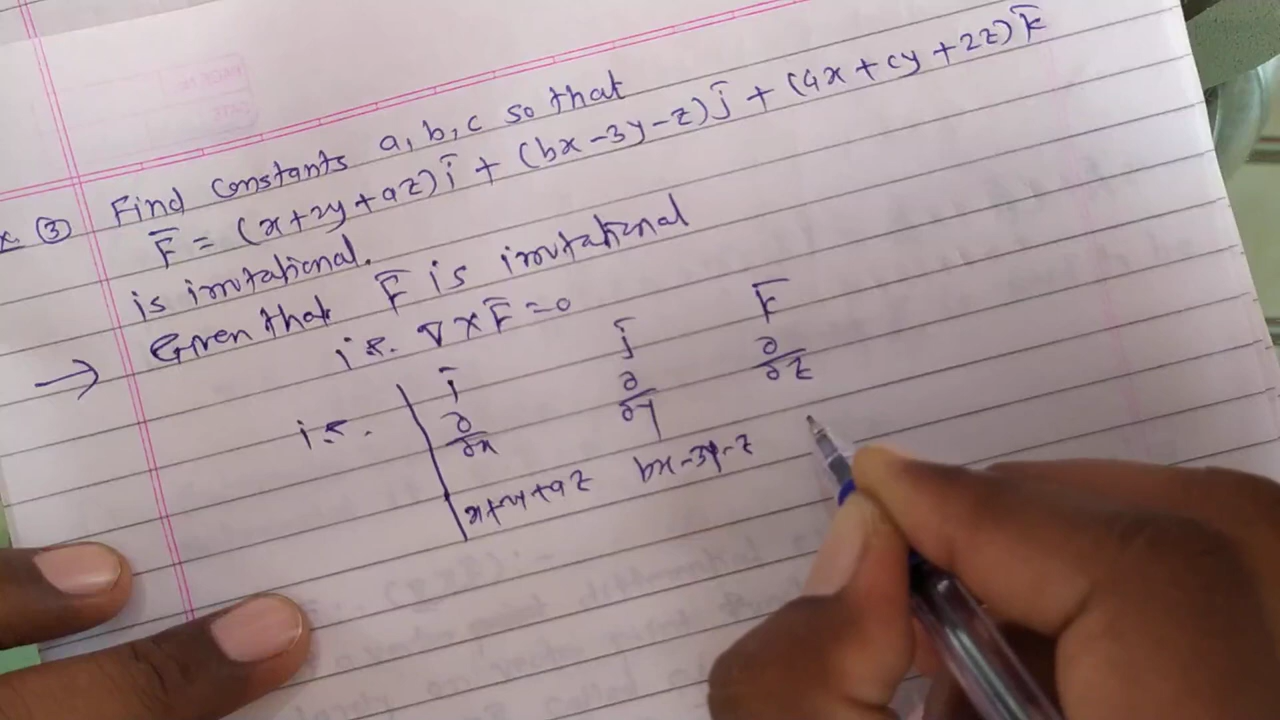 x ③ Find constants a, b, c so that
F̅ = (x+2y+az)i̅ + (bx-3y-z)j̅ + (4x+cy+2z)k̅
is irrotational.
→ Given that F̅ is irrotational
i.e. ∇×F̅=0
i.e. | i̅ j̅ k̅
∂/∂x ∂/∂y ∂/∂z
x+2y+az bx-3y-z